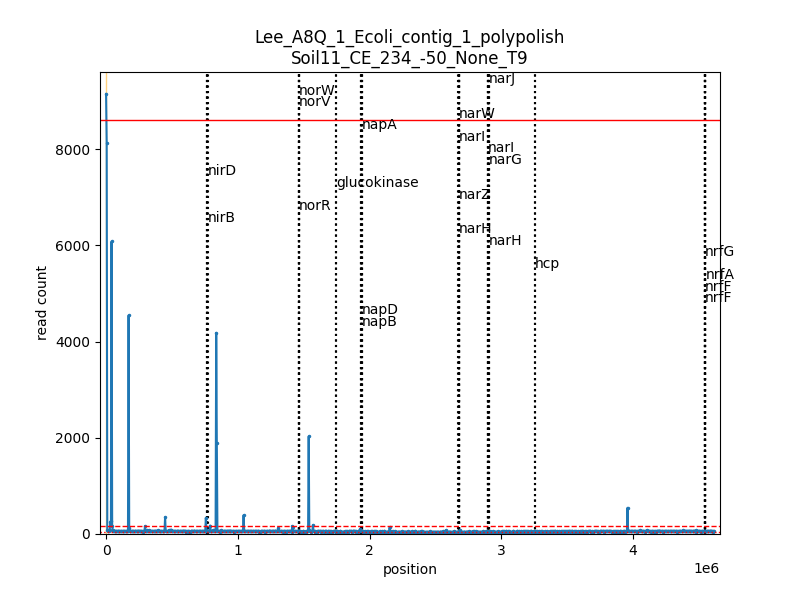 Lee_A8Q_1_Ecoli_contig_1_polypolish
Soil11_CE_234_-50_None_T9
narJ
norW
norV
narW
napA
narI
narI
narG
nirD
glucokinase
narZ
norR
nirB
narH
narH
nrfG
hcp
nrfA
nrfF
nrfF
napD
napB
8000
6000
4000
2000
0
read count
0 1 2 3 4
1e6
position